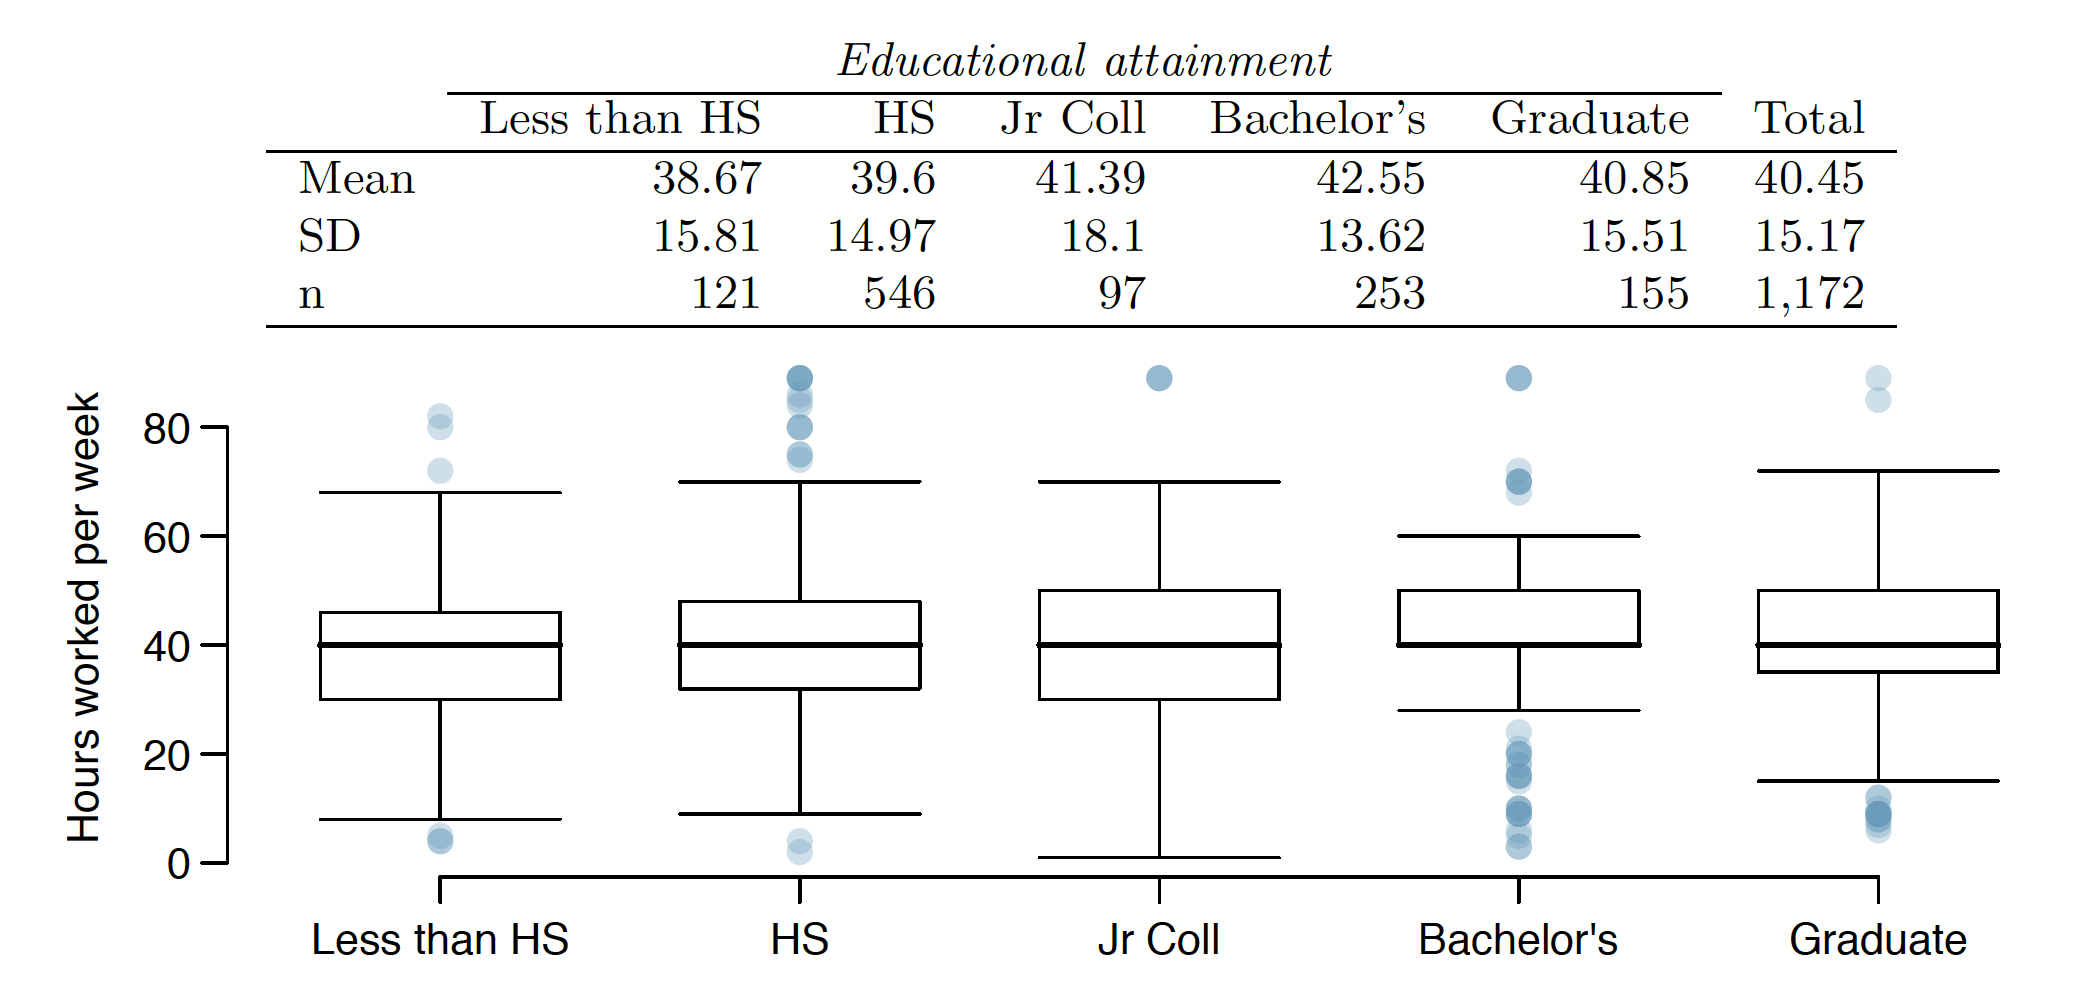 Educational attainment
Less than HS HS Jr Coll Bachelor's Graduate Total
Mean 38.67 39.6 41.39 42.55 40.85 40.45
SD 15.81 14.97 18.1 13.62 15.51 15.17
n 121 546 97 253 155 1,172
Hours worked per week
80
60
40
20
0
Less than HS HS Jr Coll Bachelor's Graduate